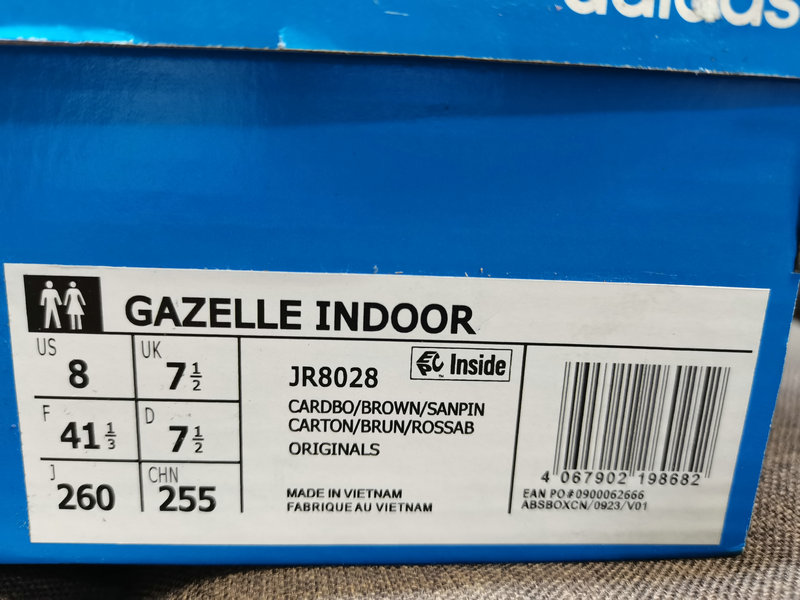 adidas
GAZELLE INDOOR
US 8
UK 7 1/2
F 41 1/3
D 7 1/2
J 260
CHN 255
JR8028
EPC Inside
CARDBO/BROWN/SANPIN
CARTON/BRUN/ROSSAB
ORIGINALS
MADE IN VIETNAM
FABRIQUE AU VIETNAM
4 067902 198682
EAN PO#0900062666
ABSBOXCN/0923/V01